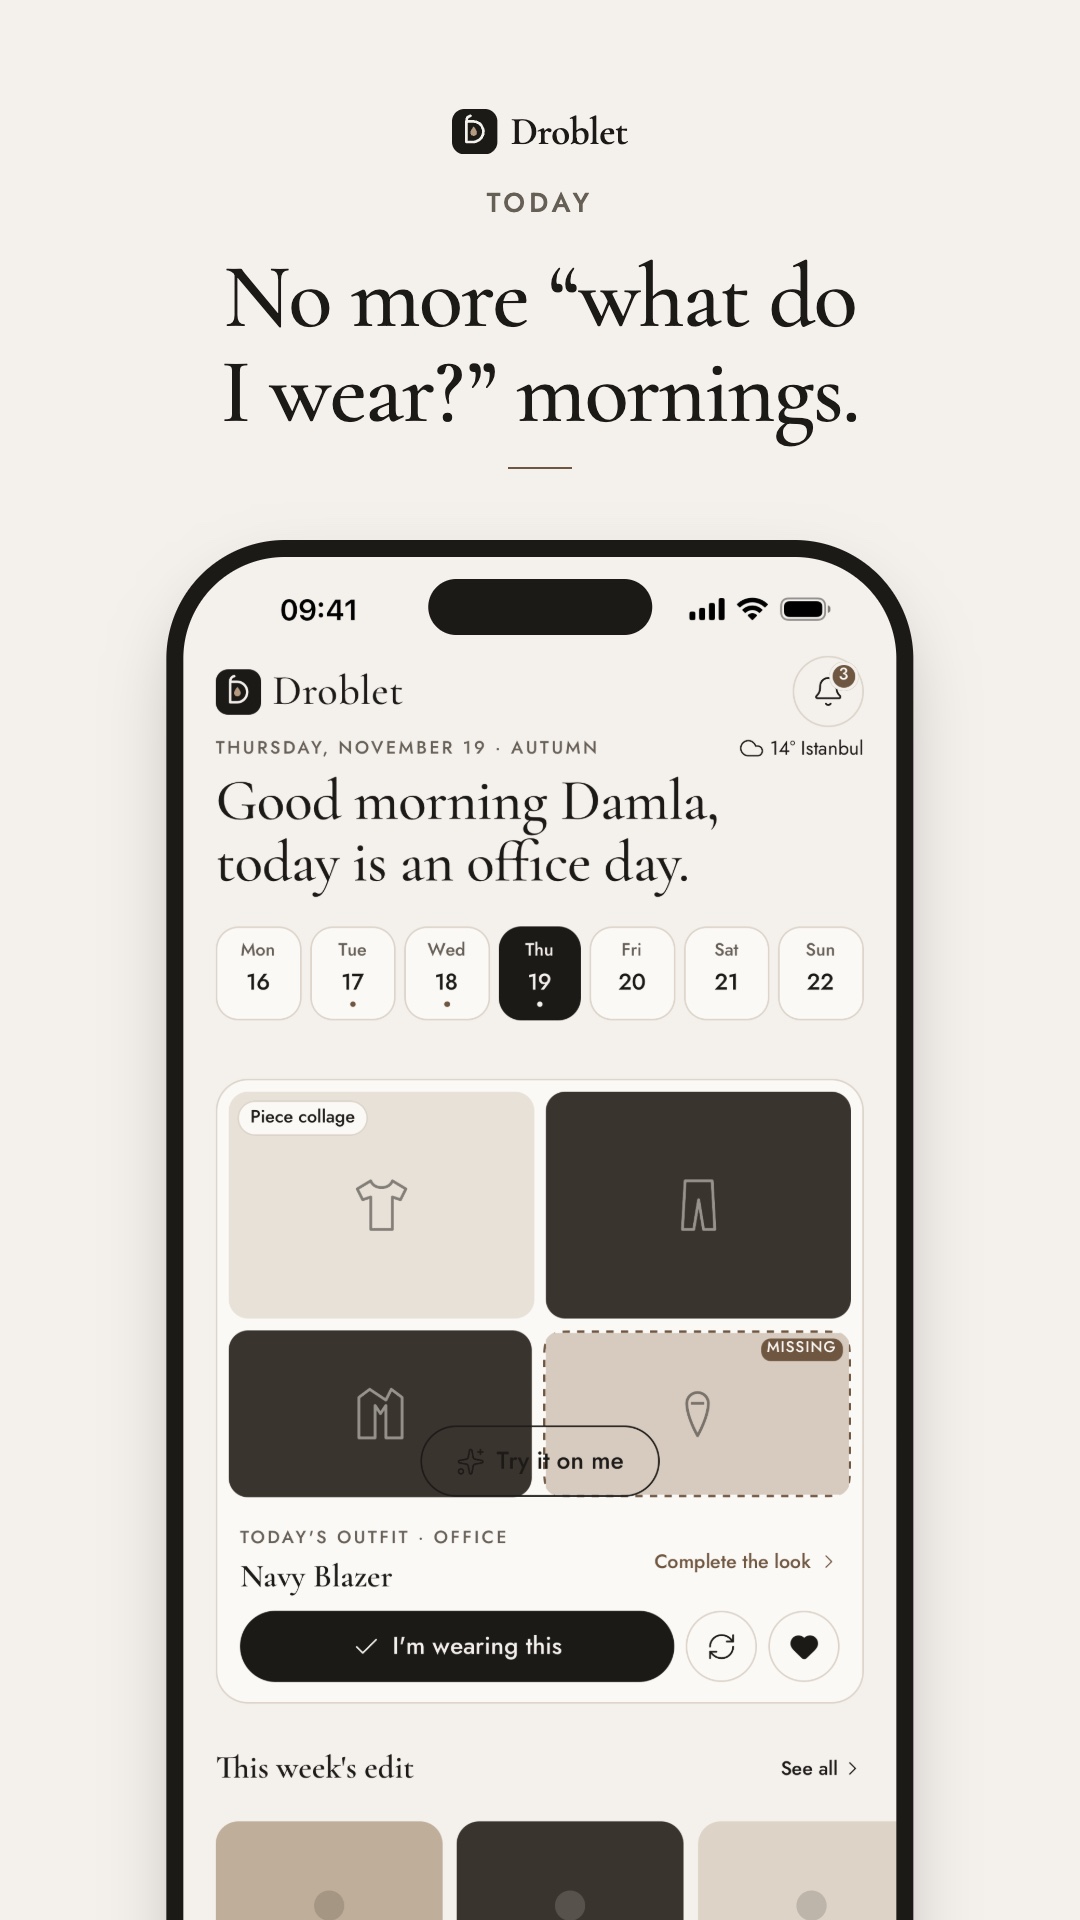 Droblet
TODAY
No more “what do
I wear?” mornings.
09:41
3
Droblet
THURSDAY, NOVEMBER 19 · AUTUMN
14° Istanbul
Good morning Damla,
today is an office day.
Mon Tue Wed Thu Fri Sat Sun
16 17 18 19 20 21 22
Piece collage
MISSING
Try it on me
TODAY'S OUTFIT · OFFICE
Complete the look
Navy Blazer
I'm wearing this
This week's edit
See all